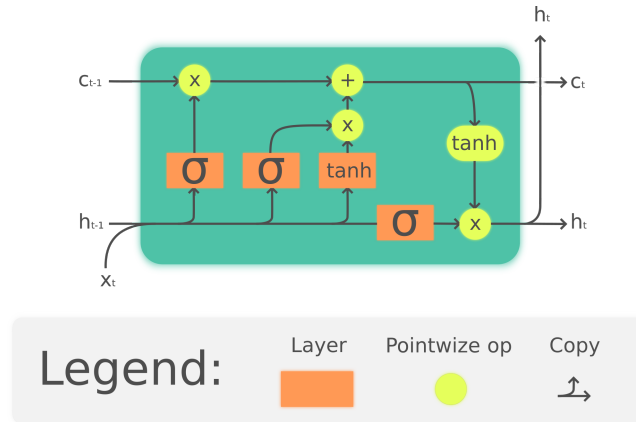 hₜ
cₜ₋₁ x + cₜ
x
tanh
σ σ tanh
hₜ₋₁ σ x hₜ
xₜ
Legend:
Layer Pointwize op Copy